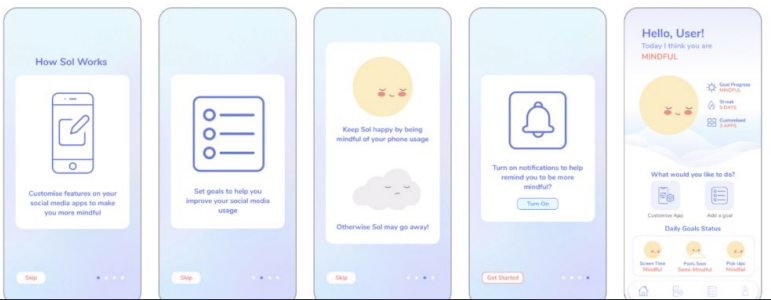 How Sol Works
Customise features on your
social media apps to make
you more mindful
Skip
Set goals to help you
improve your social media
usage
Skip
Keep Sol happy by being
mindful of your phone usage
Otherwise Sol may go away!
Skip
Turn on notifications to help
remind you to be more
mindful?
Turn On
Get Started
Hello, User!
Today I think you are
MINDFUL
Goal Progress
MINDFUL
Streak
5 DAYS
Customised
3 APPS
What would you like to do?
Customise App
Add a goal
Daily Goals Status
Screen Time
Mindful
Posts Seen
Some-Mindful
Pick Ups
Mindful